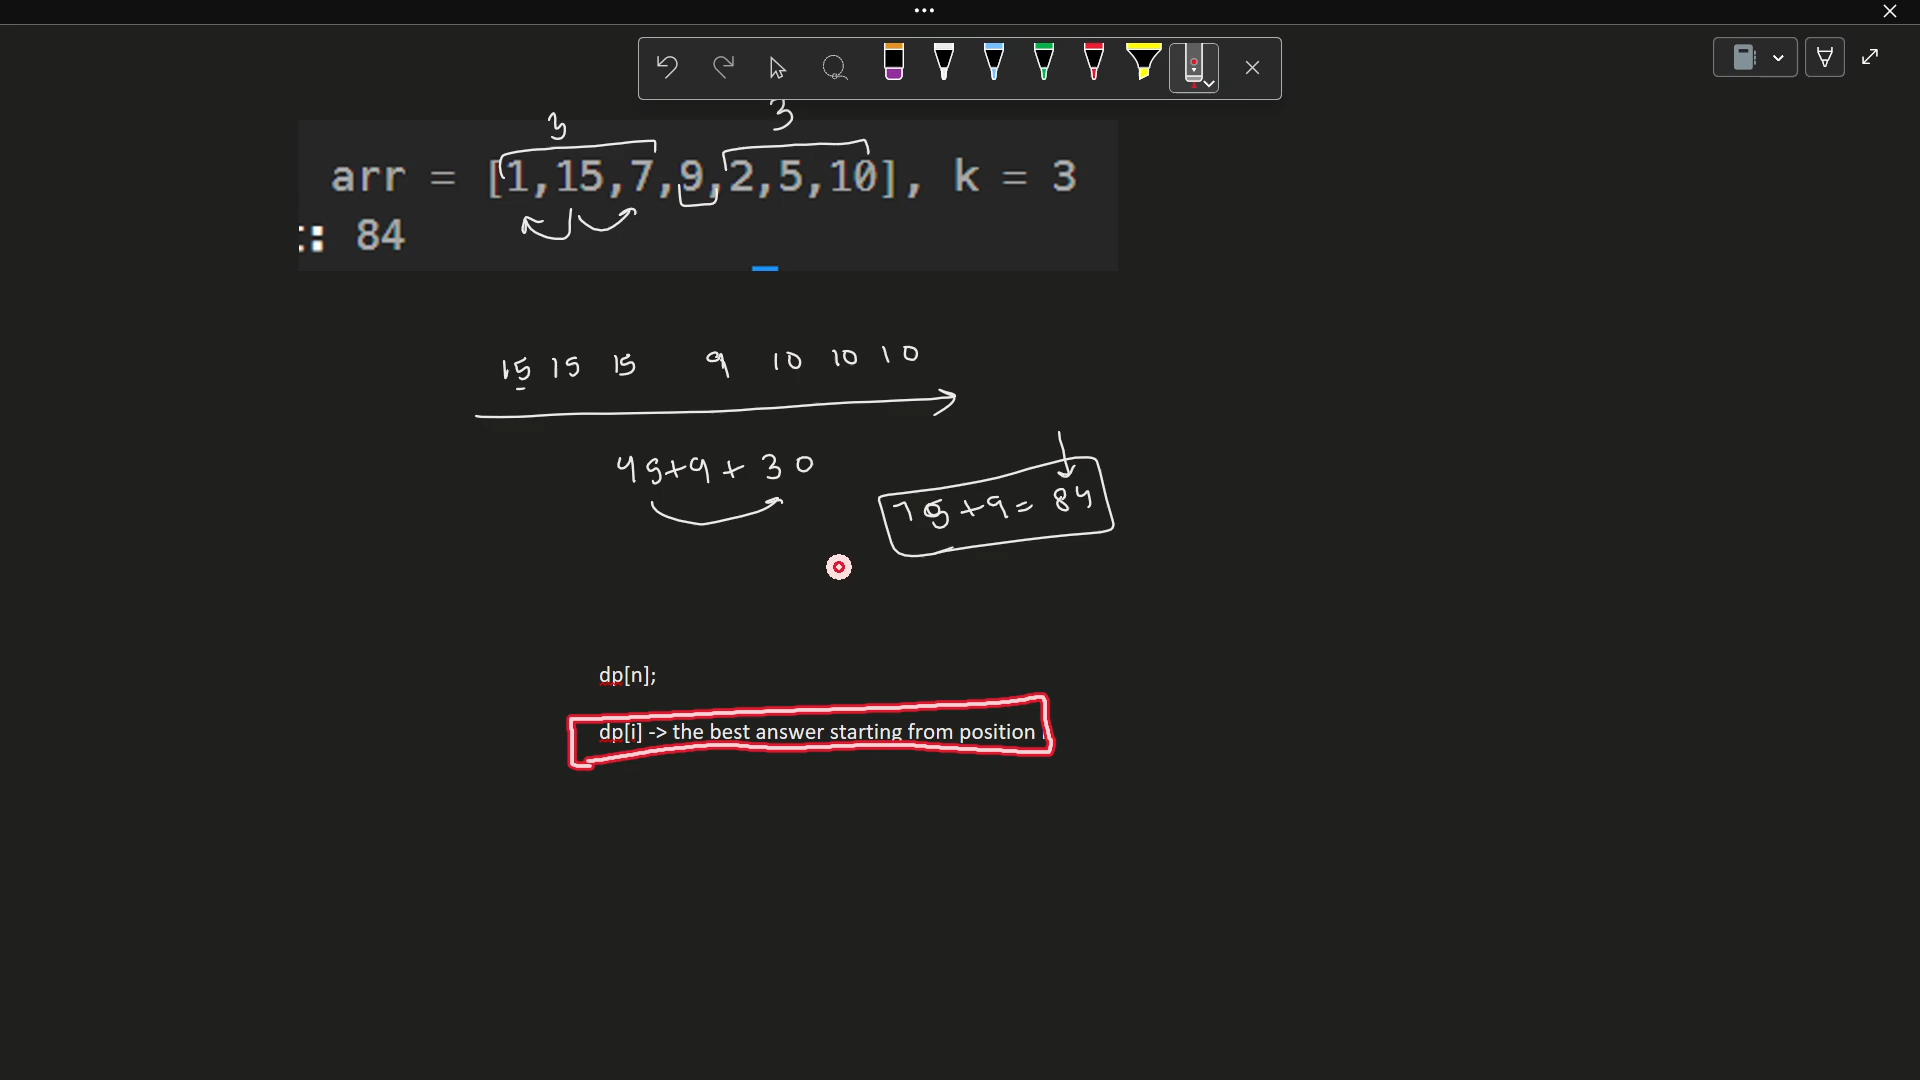 3 3
arr = [1,15,7,9,2,5,10], k = 3
: 84
15 15 15 9 10 10 10
45+9+30
75+9=84
dp[n];
dp[i] -> the best answer starting from position